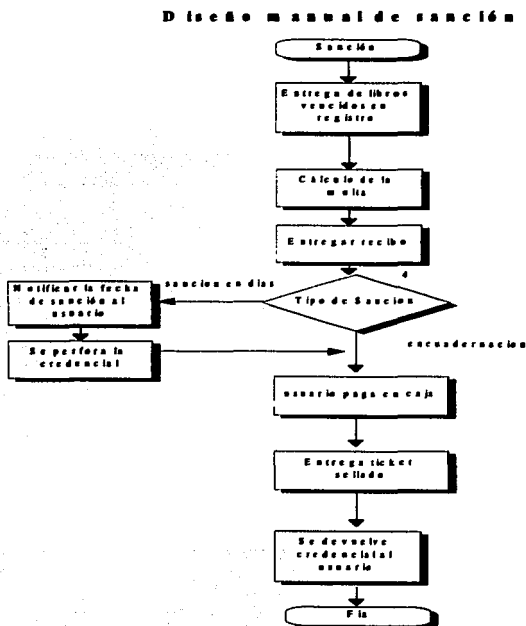 Diseño manual de sanción
Sanción
Entrega de libros
vencidos en
registro
Cálculo de la
multa
Entregar recibo
4
Tipo de Sancion
sancion en días
Notificar la fecha
de sanción al
usuario
Se perfora la
credencial
encuadernacion
usuario paga en caja
Entrega ticket
sellado
Se devuelve
credencial al
usuario
Fin